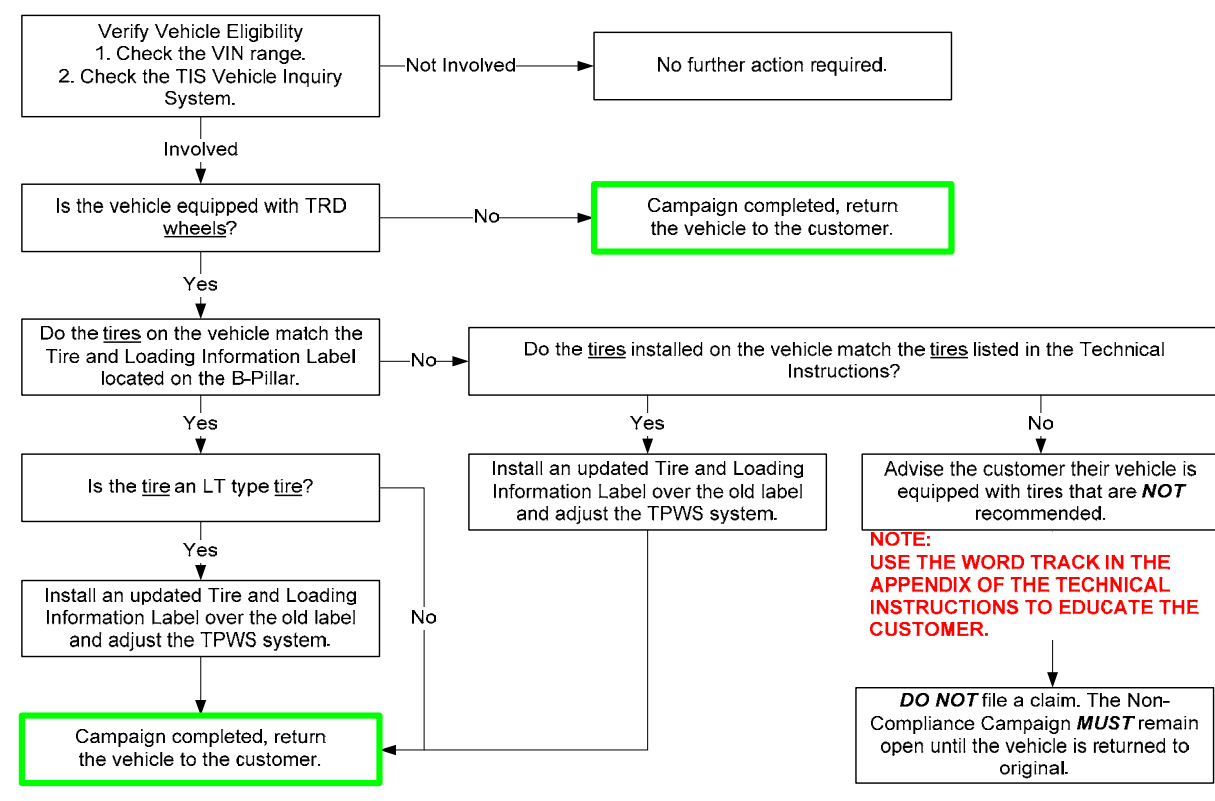 Verify Vehicle Eligibility
1. Check the VIN range.
2. Check the TIS Vehicle Inquiry
System.
Not Involved
No further action required.
Involved
Is the vehicle equipped with TRD
wheels?
No
Campaign completed, return
the vehicle to the customer.
Yes
Do the tires on the vehicle match the
Tire and Loading Information Label
located on the B-Pillar.
No
Do the tires installed on the vehicle match the tires listed in the Technical
Instructions?
Yes
Yes
No
Is the tire an LT type tire?
Install an updated Tire and Loading
Information Label over the old label
and adjust the TPWS system.
Advise the customer their vehicle is
equipped with tires that are NOT
recommended.
NOTE:
USE THE WORD TRACK IN THE
APPENDIX OF THE TECHNICAL
INSTRUCTIONS TO EDUCATE THE
CUSTOMER.
Yes
Install an updated Tire and Loading
Information Label over the old label
and adjust the TPWS system.
No
DO NOT file a claim. The Non-
Compliance Campaign MUST remain
open until the vehicle is returned to
original.
Campaign completed, return
the vehicle to the customer.